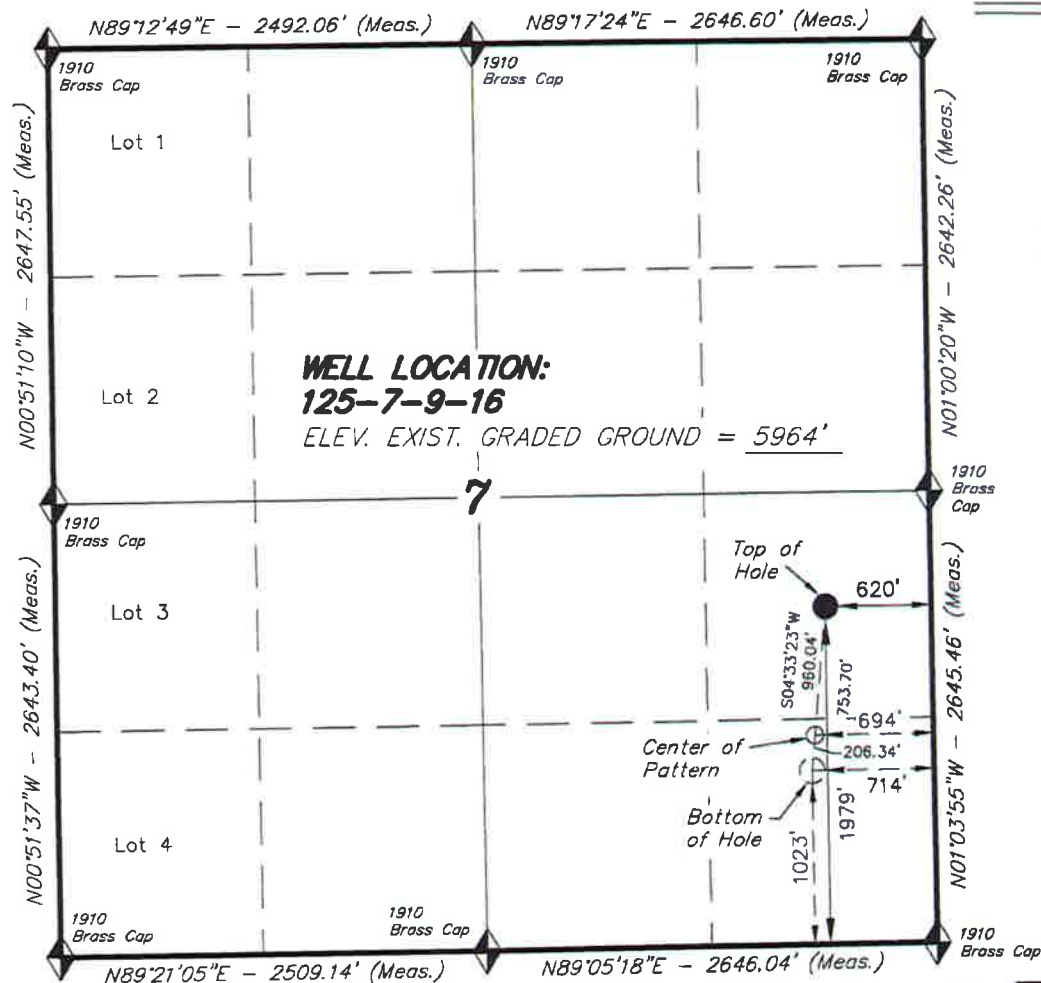 N89°12'49"E - 2492.06' (Meas.)
N89°17'24"E - 2646.60' (Meas.)
1910
Brass Cap
1910
Brass Cap
1910
Brass Cap
N00°51'10"W - 2647.55' (Meas.)
N01°00'20"W - 2642.26' (Meas.)
Lot 1
Lot 2
WELL LOCATION:
125-7-9-16
ELEV. EXIST. GRADED GROUND = 5964'
7
1910
Brass Cap
1910
Brass
Cap
Top of
Hole
620'
N00°51'37"W - 2643.40' (Meas.)
N01°03'55"W - 2645.46' (Meas.)
Lot 3
S04°33'23"W
960.04'
753.70'
694'
Center of
Pattern
206.34'
714'
Bottom
of Hole
1979'
1023'
Lot 4
1910
Brass Cap
1910
Brass Cap
1910
Brass Cap
N89°21'05"E - 2509.14' (Meas.)
N89°05'18"E - 2646.04' (Meas.)